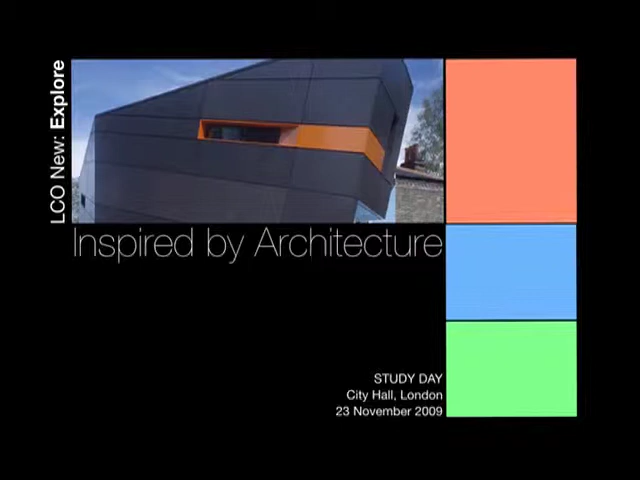 LCO New: Explore
Inspired by Architecture
STUDY DAY
City Hall, London
23 November 2009